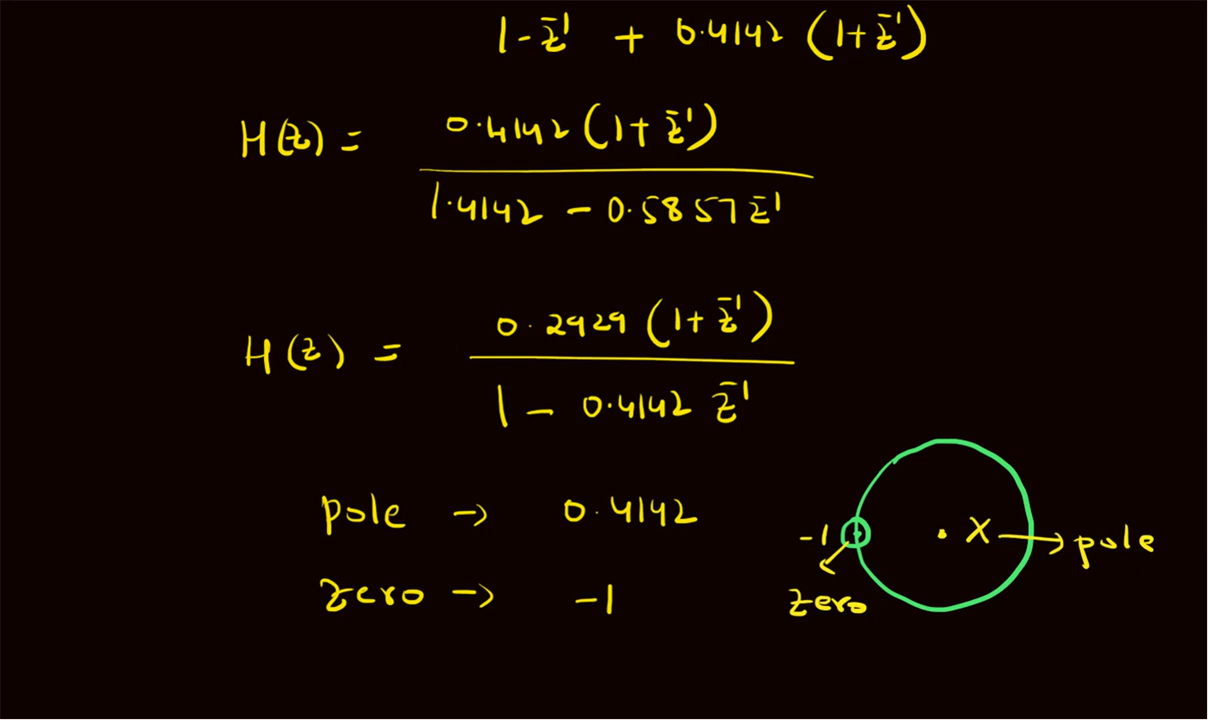 1 - z⁻¹ + 0.4142 (1 + z⁻¹)
H(z) = 0.4142 (1 + z⁻¹)
1.4142 - 0.5857 z⁻¹
H(z) = 0.2929 (1 + z⁻¹)
1 - 0.4142 z⁻¹
pole → 0.4142
zero → -1
-1 X → pole
zero